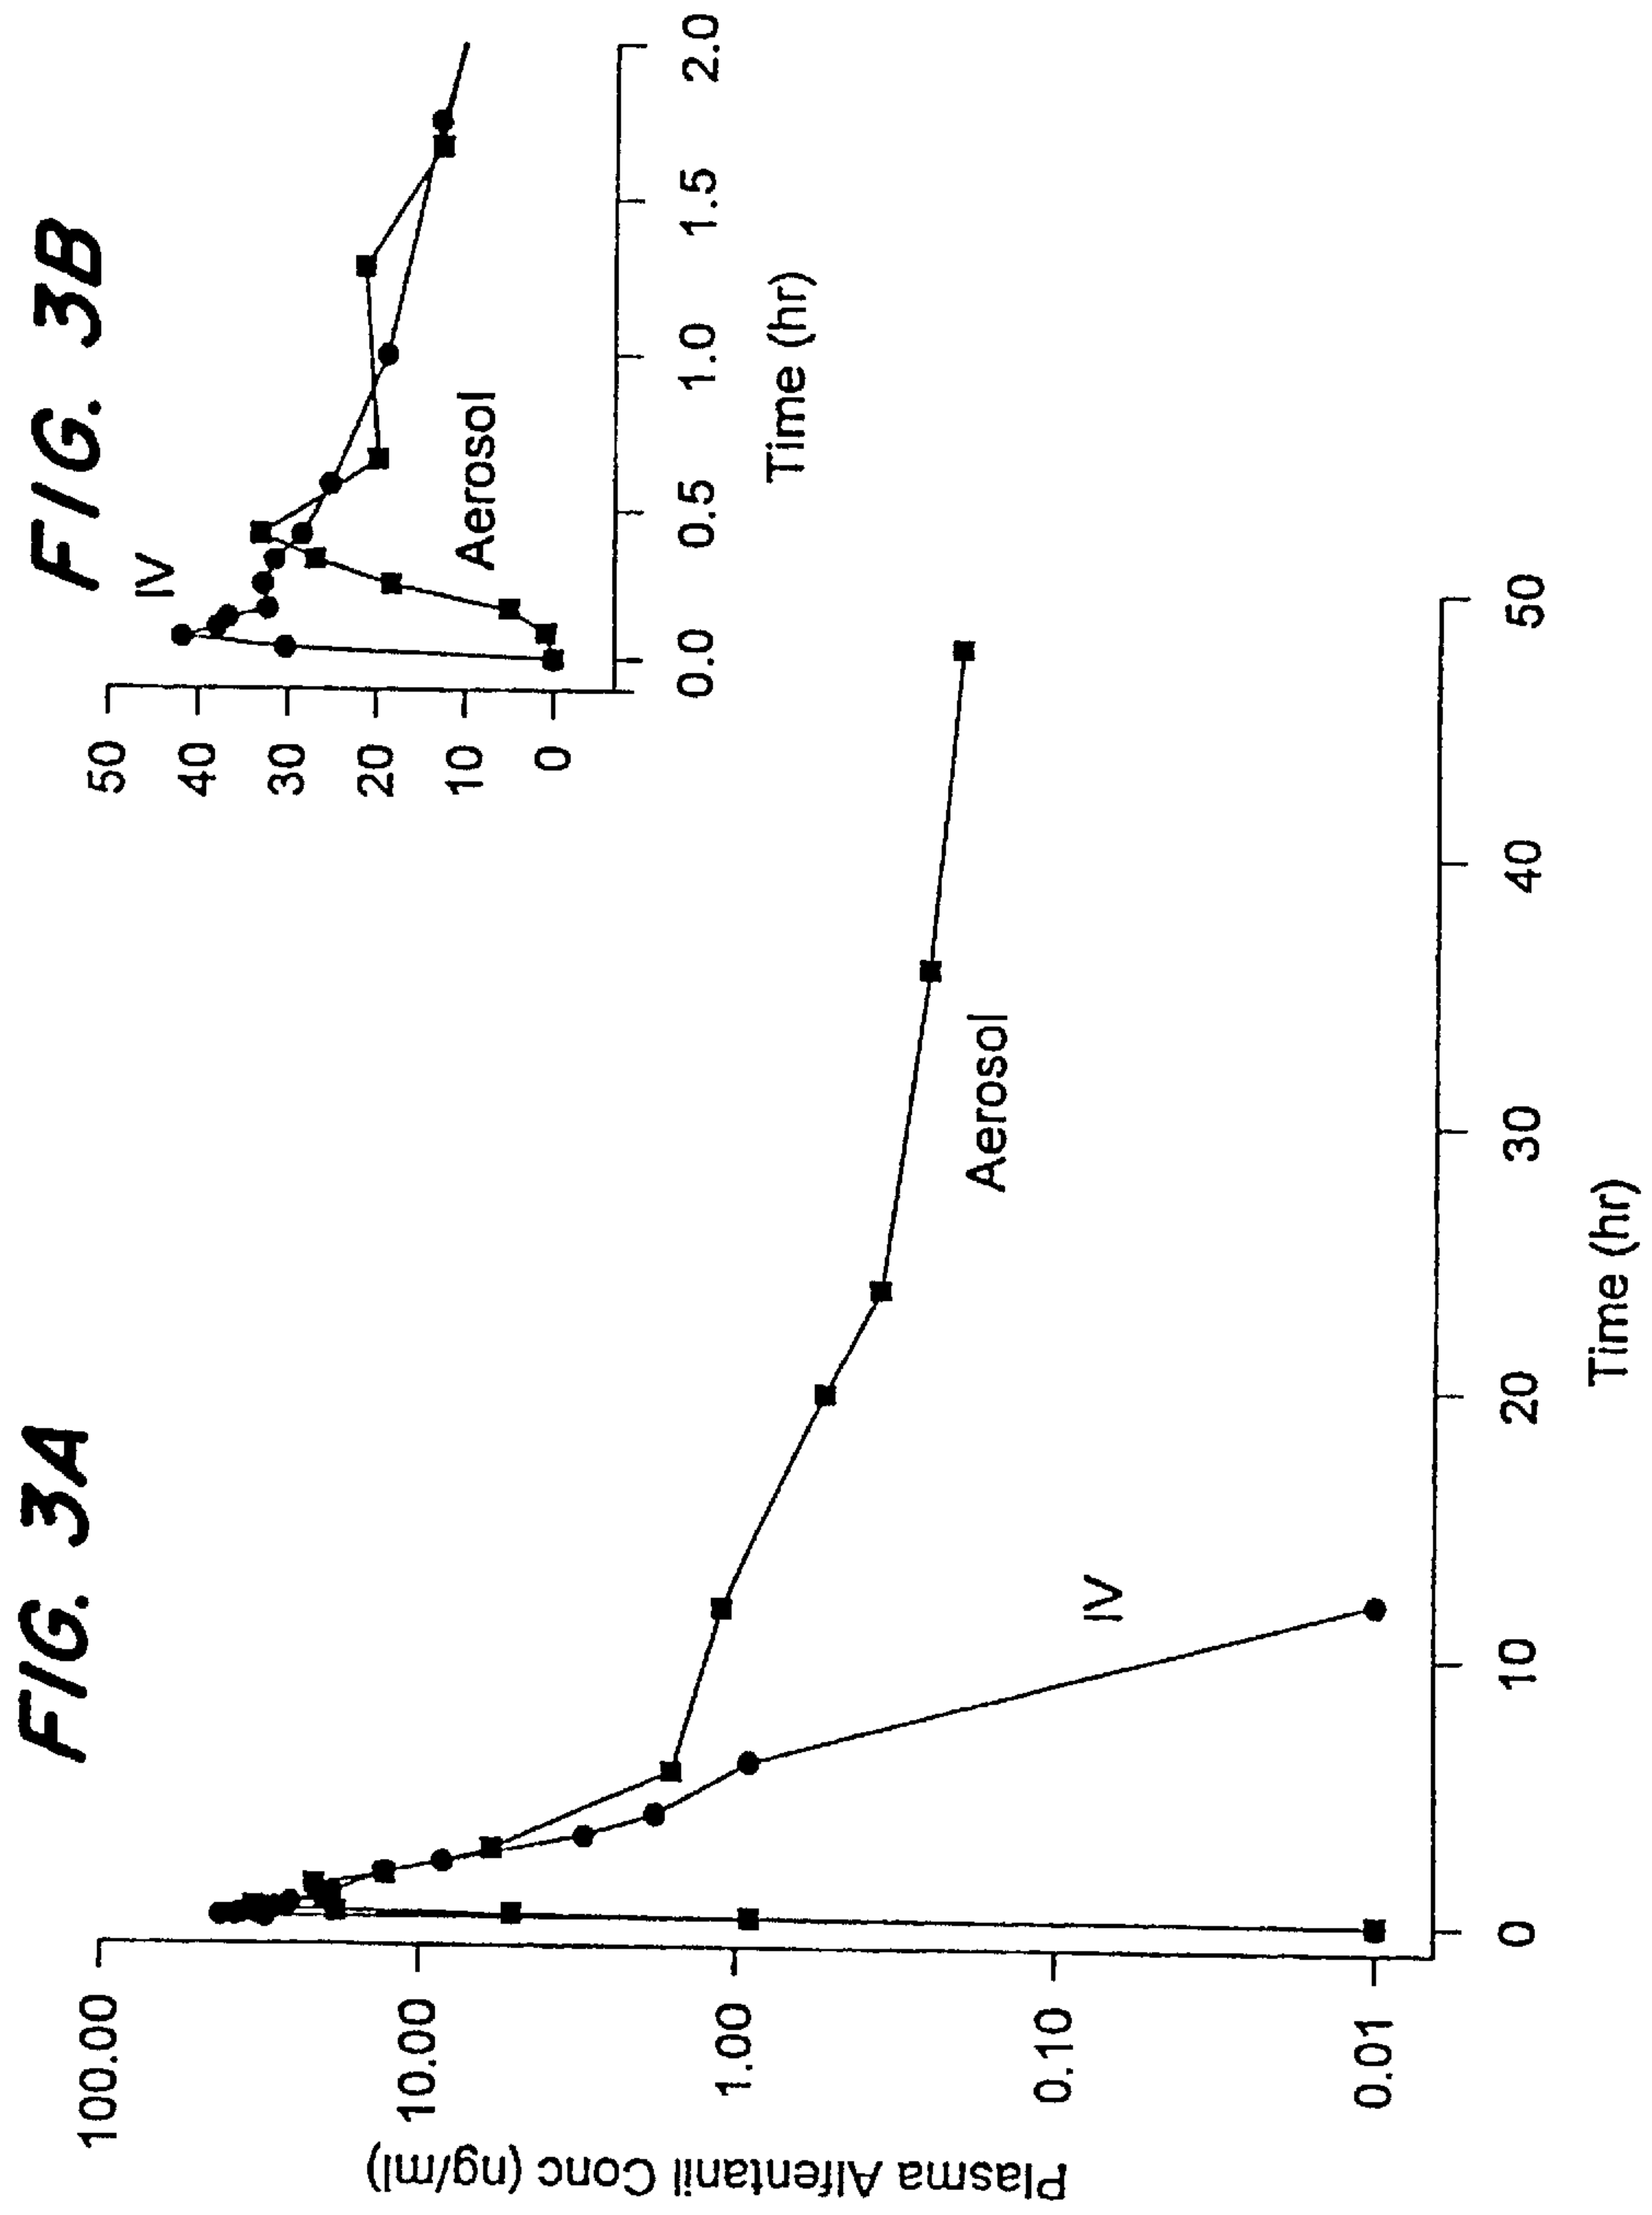 FIG. 3A
100.00
10.00
1.00
0.10
0.01
Plasma Alfentanil Conc (ng/ml)
0
10
20
30
40
50
Time (hr)
IV
Aerosol
FIG. 3B
50
40
30
20
10
0
0.0
0.5
1.0
1.5
2.0
Time (hr)
IV
Aerosol